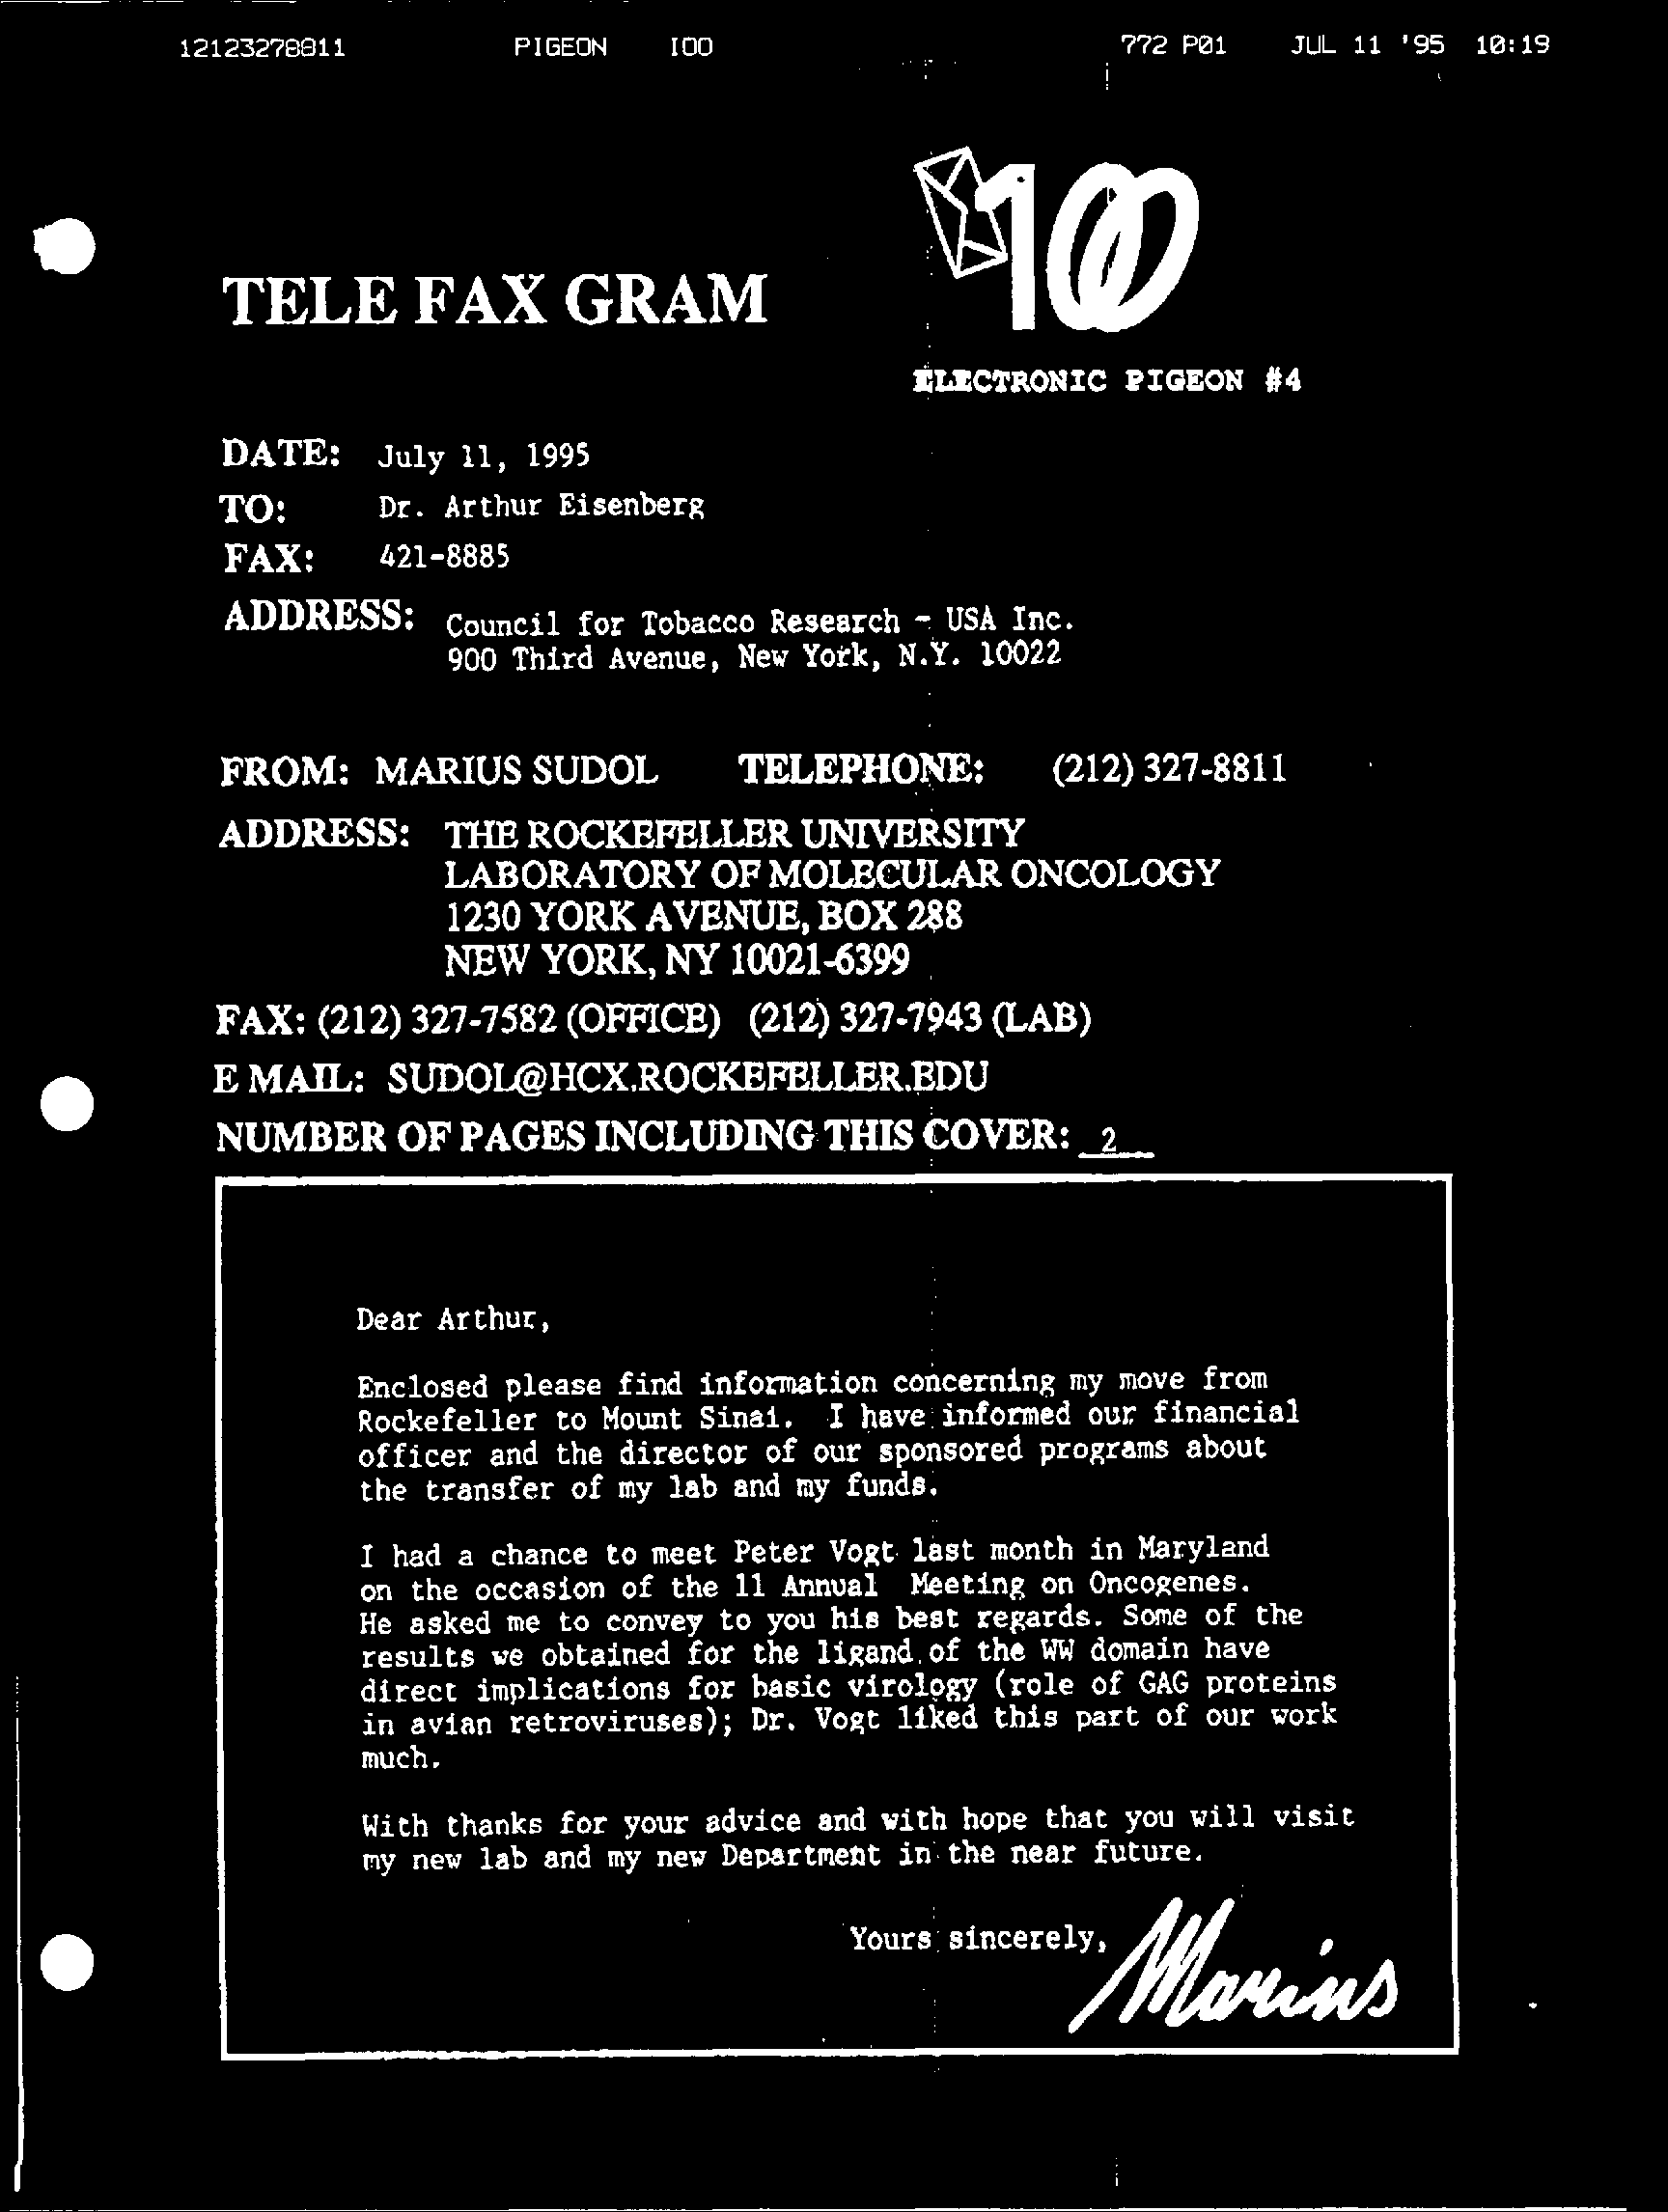 12123278811 PIGEON 100 772 P01 JUL 11 '95 10:19
100
TELE FAX GRAM
ELECTRONIC PIGEON #4
DATE: July 11, 1995
TO: Dr. Arthur Eisenberg
FAX: 421-8885
ADDRESS: Council for Tobacco Research - USA Inc.
900 Third Avenue, New York, N.Y. 10022
FROM: MARIUS SUDOL TELEPHONE: (212) 327-8811
ADDRESS: THE ROCKEFELLER UNIVERSITY
LABORATORY OF MOLECULAR ONCOLOGY
1230 YORK AVENUE, BOX 288
NEW YORK, NY 10021-6399
FAX: (212) 327-7582 (OFFICE) (212) 327-7943 (LAB)
E MAIL: SUDOL@HCX.ROCKEFELLER.EDU
NUMBER OF PAGES INCLUDING THIS COVER: 2
Dear Arthur,
Enclosed please find information concerning my move from
Rockefeller to Mount Sinai. I have informed our financial
officer and the director of our sponsored programs about
the transfer of my lab and my funds.
I had a chance to meet Peter Vogt last month in Maryland
on the occasion of the 11 Annual Meeting on Oncogenes.
He asked me to convey to you his best regards. Some of the
results we obtained for the ligand of the WW domain have
direct implications for basic virology (role of GAG proteins
in avian retroviruses); Dr. Vogt liked this part of our work
much.
With thanks for your advice and with hope that you will visit
my new lab and my new Department in the near future.
Yours sincerely,
Marius